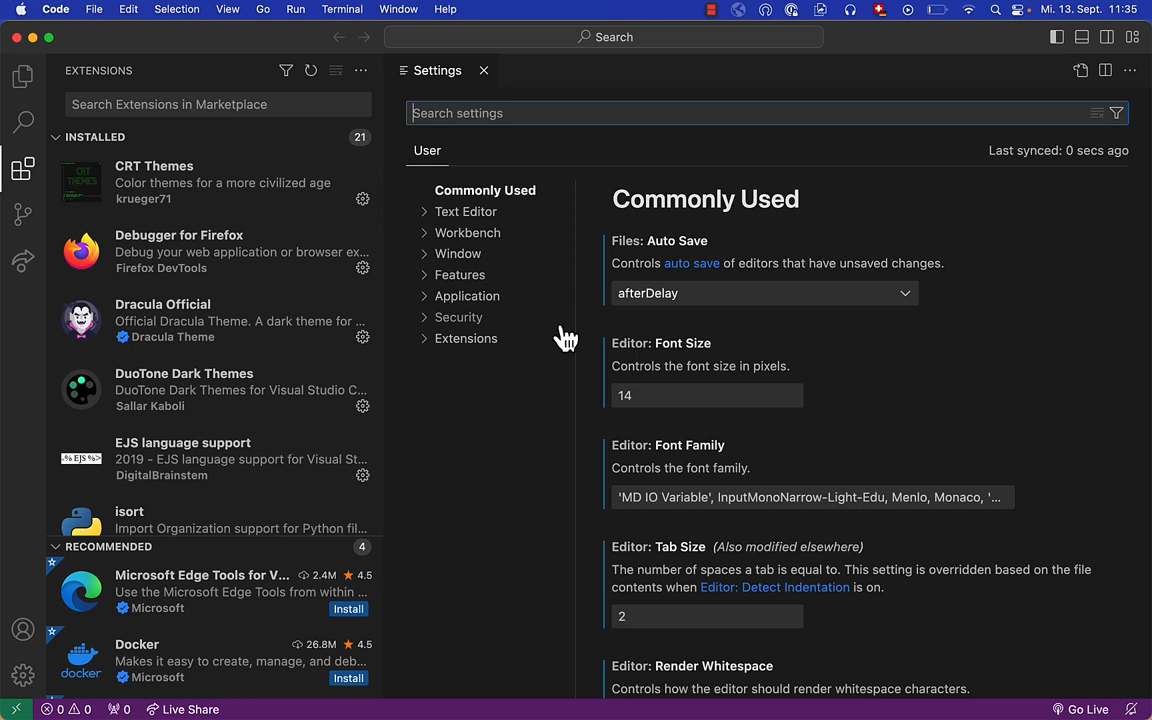 Code File Edit Selection View Go Run Terminal Window Help Mi. 13. Sept. 11:35
Search
EXTENSIONS
Search Extensions in Marketplace
INSTALLED 21
CRT THEMES
CRT Themes
Color themes for a more civilized age
krueger71
Debugger for Firefox
Debug your web application or browser ex...
Firefox DevTools
Dracula Official
Official Dracula Theme. A dark theme for ...
Dracula Theme
DuoTone Dark Themes
DuoTone Dark Themes for Visual Studio C...
Sallar Kaboli
<% EJS %>
EJS language support
2019 - EJS language support for Visual St...
DigitalBrainstem
isort
Import Organization support for Python fil...
RECOMMENDED 4
Microsoft Edge Tools for V... 2.4M ★ 4.5
Use the Microsoft Edge Tools from within ...
Microsoft Install
docker
Docker 26.8M ★ 4.5
Makes it easy to create, manage, and deb...
Microsoft Install
Settings
Search settings
User Last synced: 0 secs ago
Commonly Used
Text Editor
Workbench
Window
Features
Application
Security
Extensions
Commonly Used
Files: Auto Save
Controls auto save of editors that have unsaved changes.
afterDelay
Editor: Font Size
Controls the font size in pixels.
14
Editor: Font Family
Controls the font family.
'MD IO Variable', InputMonoNarrow-Light-Edu, Menlo, Monaco, '...
Editor: Tab Size (Also modified elsewhere)
The number of spaces a tab is equal to. This setting is overridden based on the file
contents when Editor: Detect Indentation is on.
2
Editor: Render Whitespace
Controls how the editor should render whitespace characters.
0 0 0 Live Share Go Live